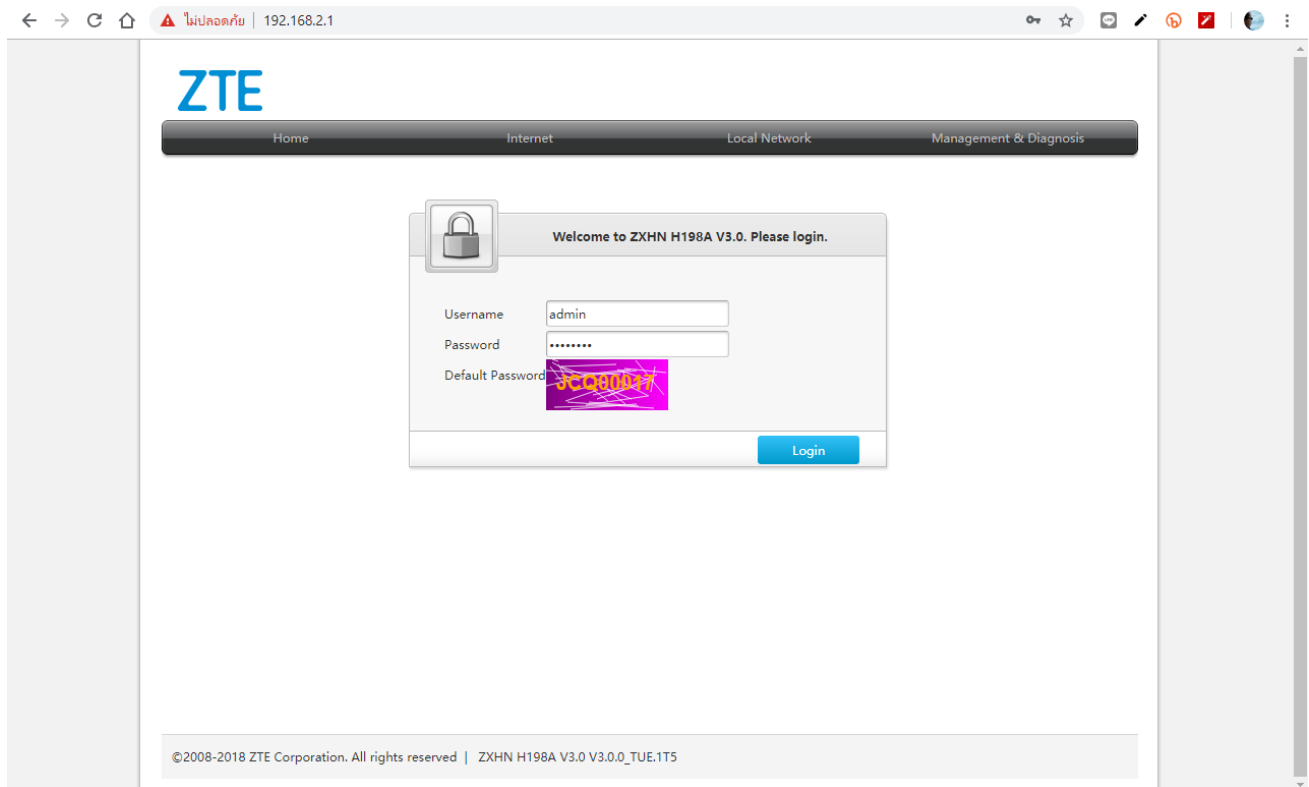 ไม่ปลอดภัย | 192.168.2.1
ZTE
Home Internet Local Network Management & Diagnosis
Welcome to ZXHN H198A V3.0. Please login.
Username admin
Password ••••••••
Default Password JCQ00017
Login
©2008-2018 ZTE Corporation. All rights reserved | ZXHN H198A V3.0 V3.0.0_TUE.1T5